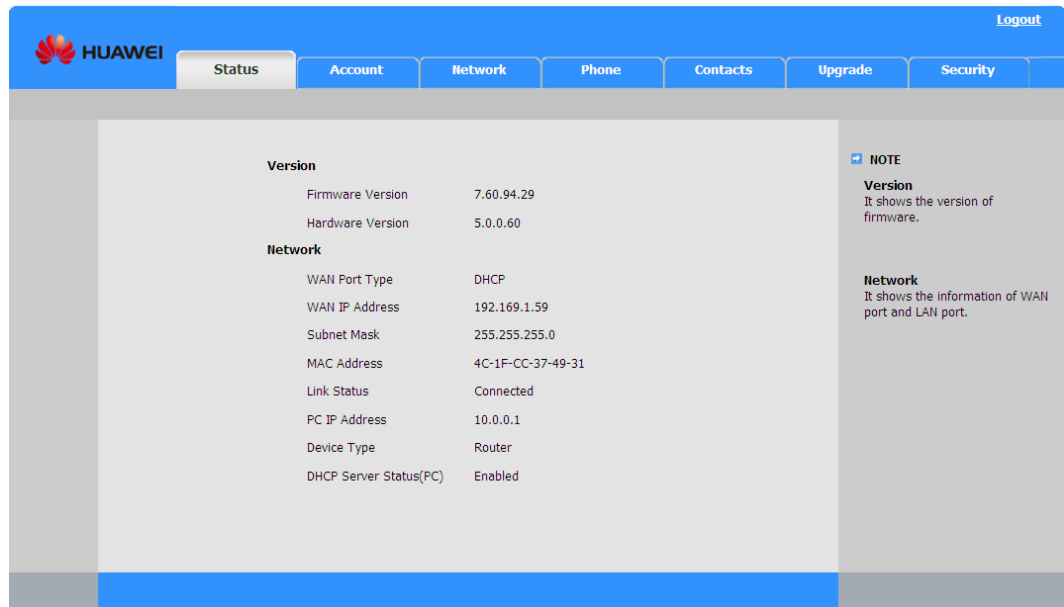 Logout
HUAWEI
Status Account Network Phone Contacts Upgrade Security
Version
Firmware Version 7.60.94.29
Hardware Version 5.0.0.60
Network
WAN Port Type DHCP
WAN IP Address 192.169.1.59
Subnet Mask 255.255.255.0
MAC Address 4C-1F-CC-37-49-31
Link Status Connected
PC IP Address 10.0.0.1
Device Type Router
DHCP Server Status(PC) Enabled
NOTE
Version
It shows the version of
firmware.
Network
It shows the information of WAN
port and LAN port.